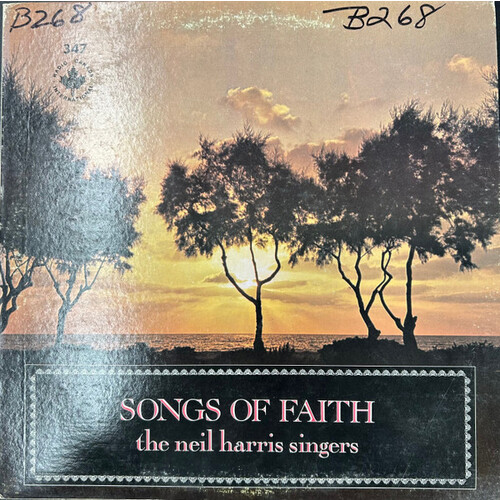 B268
B268
347
SONGS OF FAITH
the neil harris singers